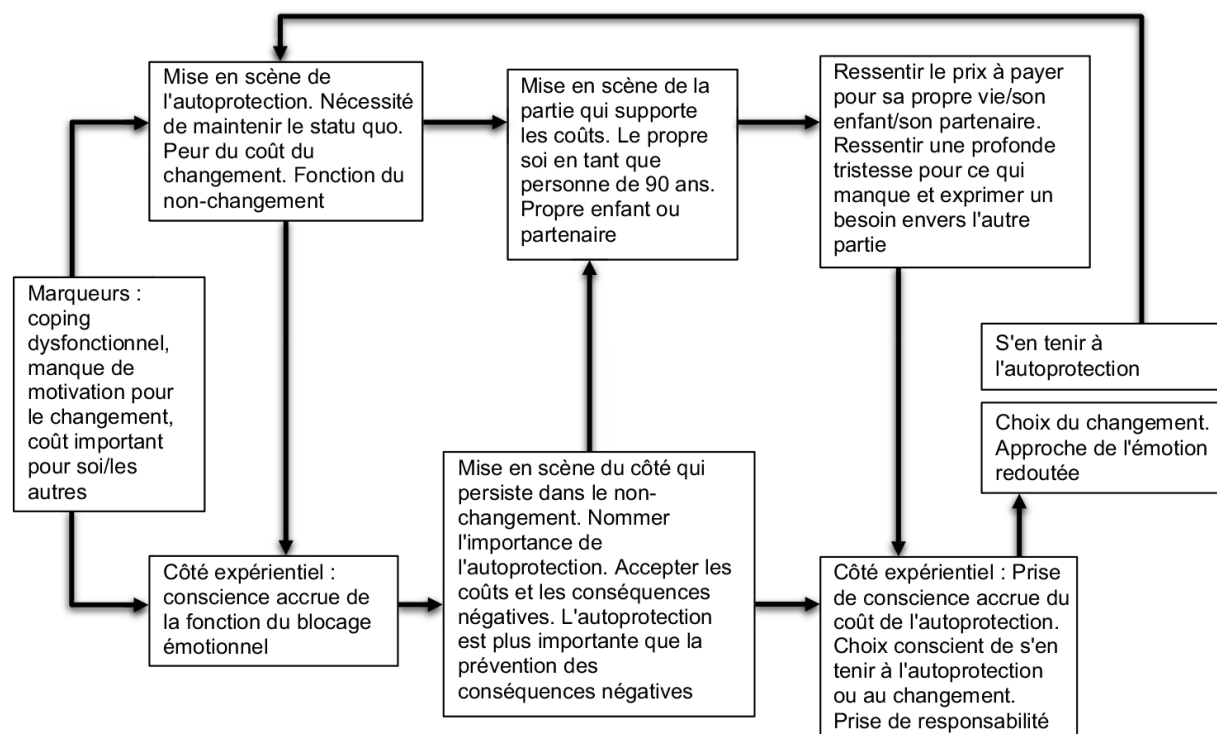 Mise en scène de
l'autoprotection. Nécessité
de maintenir le statu quo.
Peur du coût du
changement. Fonction du
non-changement
Mise en scène de la
partie qui supporte
les coûts. Le propre
soi en tant que
personne de 90 ans.
Propre enfant ou
partenaire
Ressentir le prix à payer
pour sa propre vie/son
enfant/son partenaire.
Ressentir une profonde
tristesse pour ce qui
manque et exprimer un
besoin envers l'autre
partie
Marqueurs :
coping
dysfonctionnel,
manque de
motivation pour
le changement,
coût important
pour soi/les
autres
S'en tenir à
l'autoprotection
Choix du changement.
Approche de l'émotion
redoutée
Côté expérientiel :
conscience accrue de
la fonction du blocage
émotionnel
Mise en scène du côté qui
persiste dans le non-
changement. Nommer
l'importance de
l'autoprotection. Accepter les
coûts et les conséquences
négatives. L'autoprotection
est plus importante que la
prévention des
conséquences négatives
Côté expérientiel : Prise
de conscience accrue du
coût de l'autoprotection.
Choix conscient de s'en
tenir à l'autoprotection
ou au changement.
Prise de responsabilité